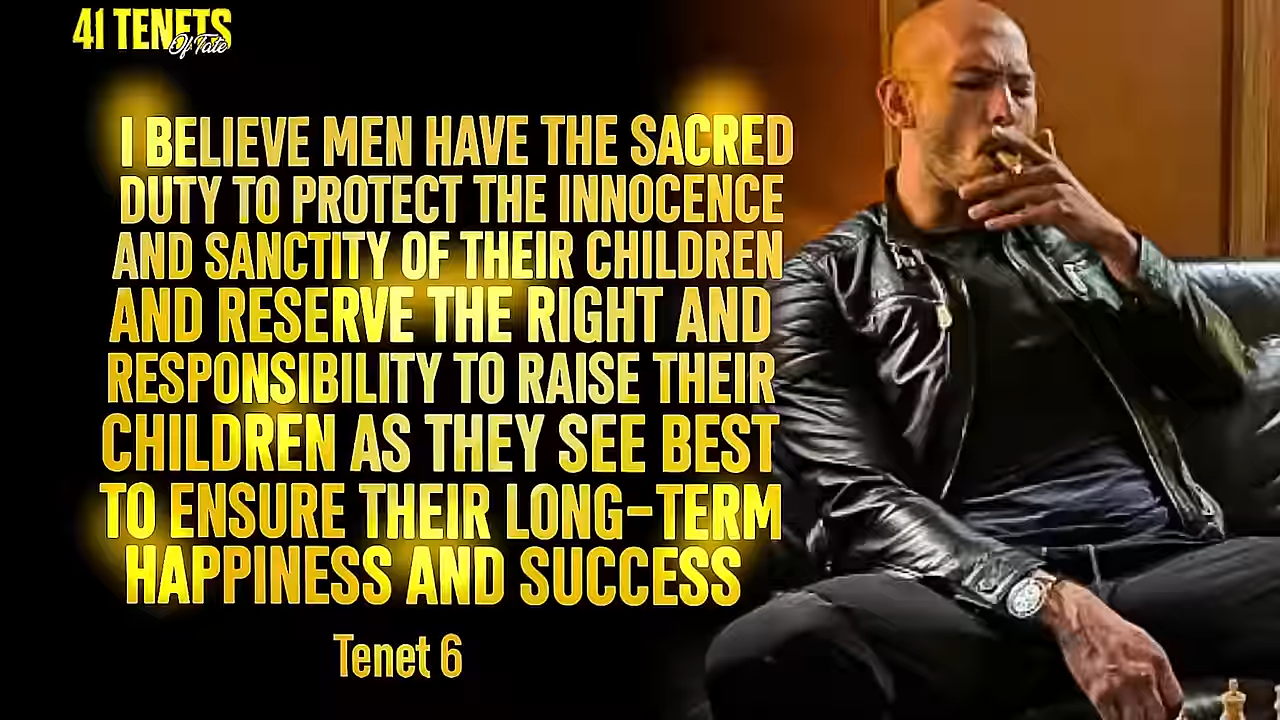 41 TENETS
Of Tate
I BELIEVE MEN HAVE THE SACRED
DUTY TO PROTECT THE INNOCENCE
AND SANCTITY OF THEIR CHILDREN
AND RESERVE THE RIGHT AND
RESPONSIBILITY TO RAISE THEIR
CHILDREN AS THEY SEE BEST
TO ENSURE THEIR LONG-TERM
HAPPINESS AND SUCCESS
Tenet 6